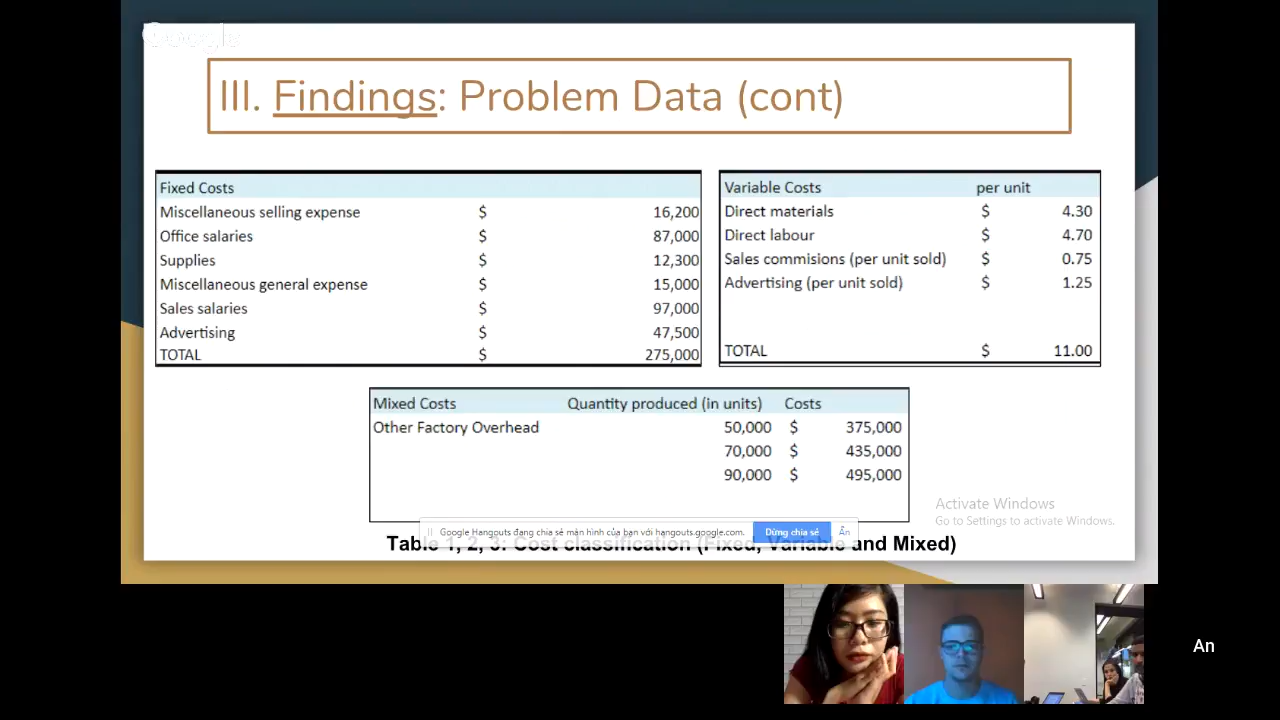 Google
III. Findings: Problem Data (cont)
Fixed Costs
Miscellaneous selling expense $ 16,200
Office salaries $ 87,000
Supplies $ 12,300
Miscellaneous general expense $ 15,000
Sales salaries $ 97,000
Advertising $ 47,500
TOTAL $ 275,000
Variable Costs per unit
Direct materials $ 4.30
Direct labour $ 4.70
Sales commisions (per unit sold) $ 0.75
Advertising (per unit sold) $ 1.25
TOTAL $ 11.00
Mixed Costs Quantity produced (in units) Costs
Other Factory Overhead 50,000 $ 375,000
70,000 $ 435,000
90,000 $ 495,000
Activate Windows
Go to Settings to activate Windows.
Google Hangouts đang chia sẻ màn hình của bạn với hangouts.google.com. Dừng chia sẻ Ẩn
Table 1, 2, 3: Cost classification (Fixed, Variable and Mixed)
An